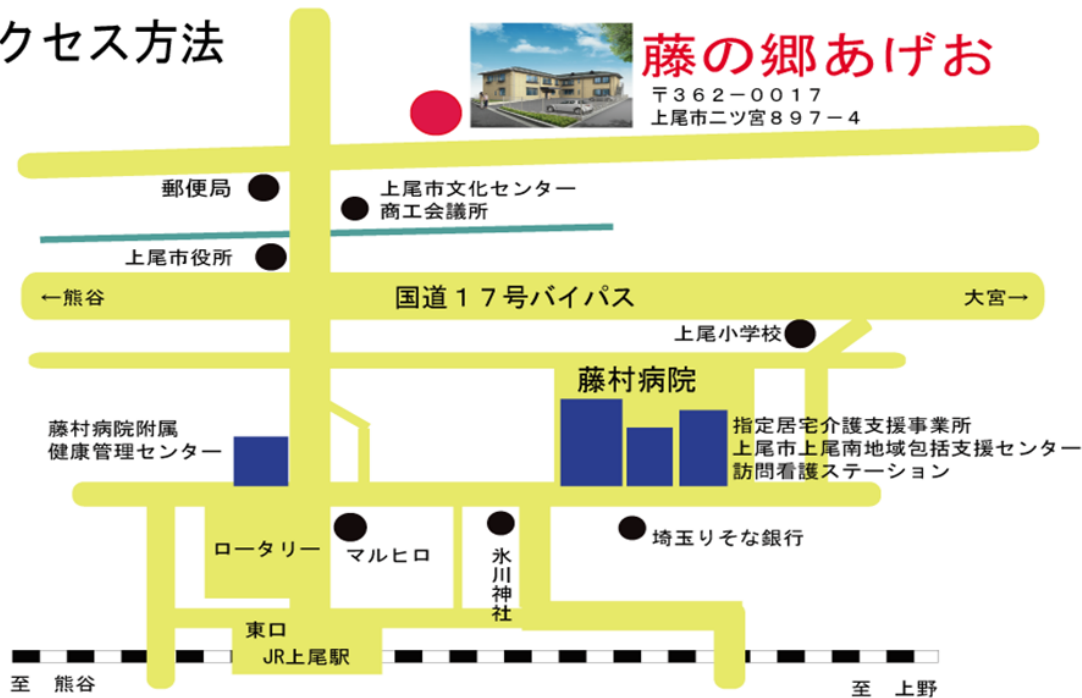 クセス方法
藤の郷あげお
〒３６２－００１７
上尾市二ツ宮８９７－４
郵便局
上尾市文化センター
商工会議所
上尾市役所
←熊谷
国道１７号バイパス
大宮→
上尾小学校
藤村病院
藤村病院附属
健康管理センター
指定居宅介護支援事業所
上尾市上尾南地域包括支援センター
訪問看護ステーション
ロータリー
マルヒロ
氷川神社
埼玉りそな銀行
東口
JR上尾駅
至　熊谷
至　上野